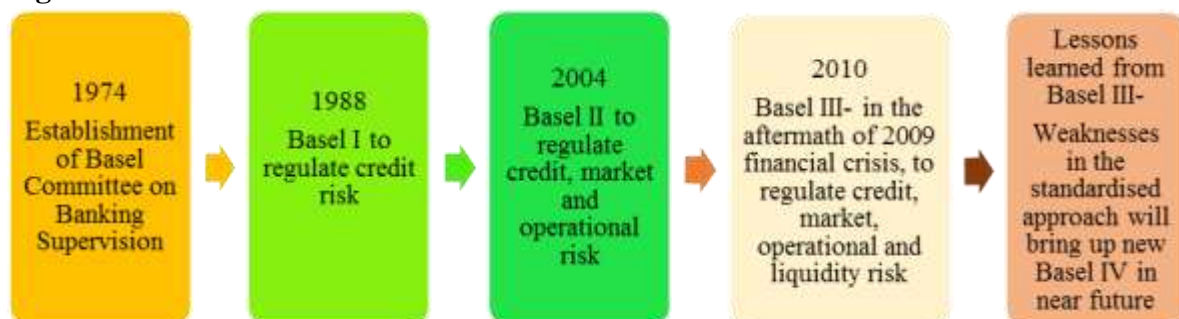 1974
Establishment
of Basel
Committee on
Banking
Supervision
1988
Basel I to
regulate credit
risk
2004
Basel II to
regulate
credit, market
and
operational
risk
2010
Basel III- in the
aftermath of 2009
financial crisis, to
regulate credit,
market,
operational and
liquidity risk
Lessons
learned from
Basel III-
Weaknesses
in the
standardised
approach will
bring up new
Basel IV in
near future